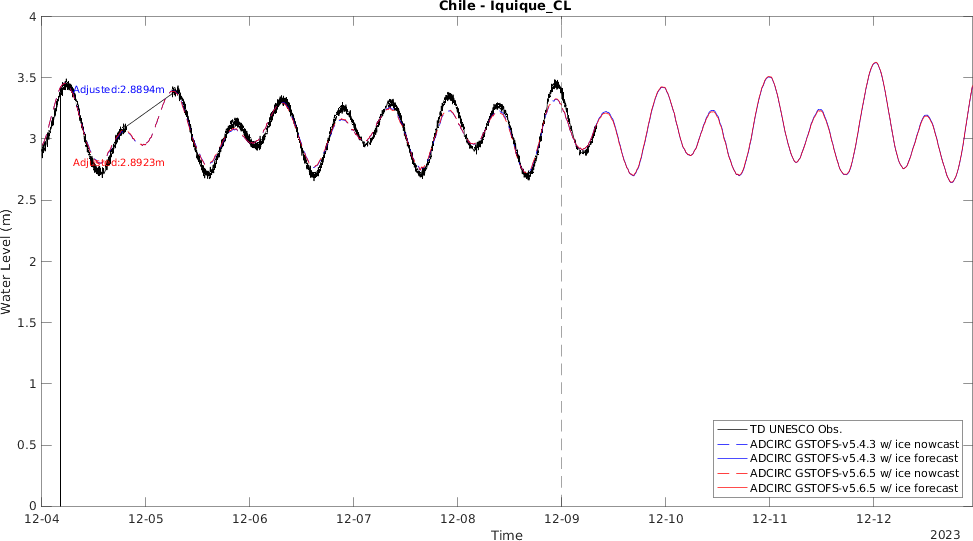 Chile - Iquique_CL
4
3.5
3
2.5
2
1.5
1
0.5
0
Water Level (m)
Adjusted:2.8894m
Adjusted:2.8923m
TD UNESCO Obs.
ADCIRC GSTOFS-v5.4.3 w/ ice nowcast
ADCIRC GSTOFS-v5.4.3 w/ ice forecast
ADCIRC GSTOFS-v5.6.5 w/ ice nowcast
ADCIRC GSTOFS-v5.6.5 w/ ice forecast
12-04 12-05 12-06 12-07 12-08 12-09 12-10 12-11 12-12
Time
2023